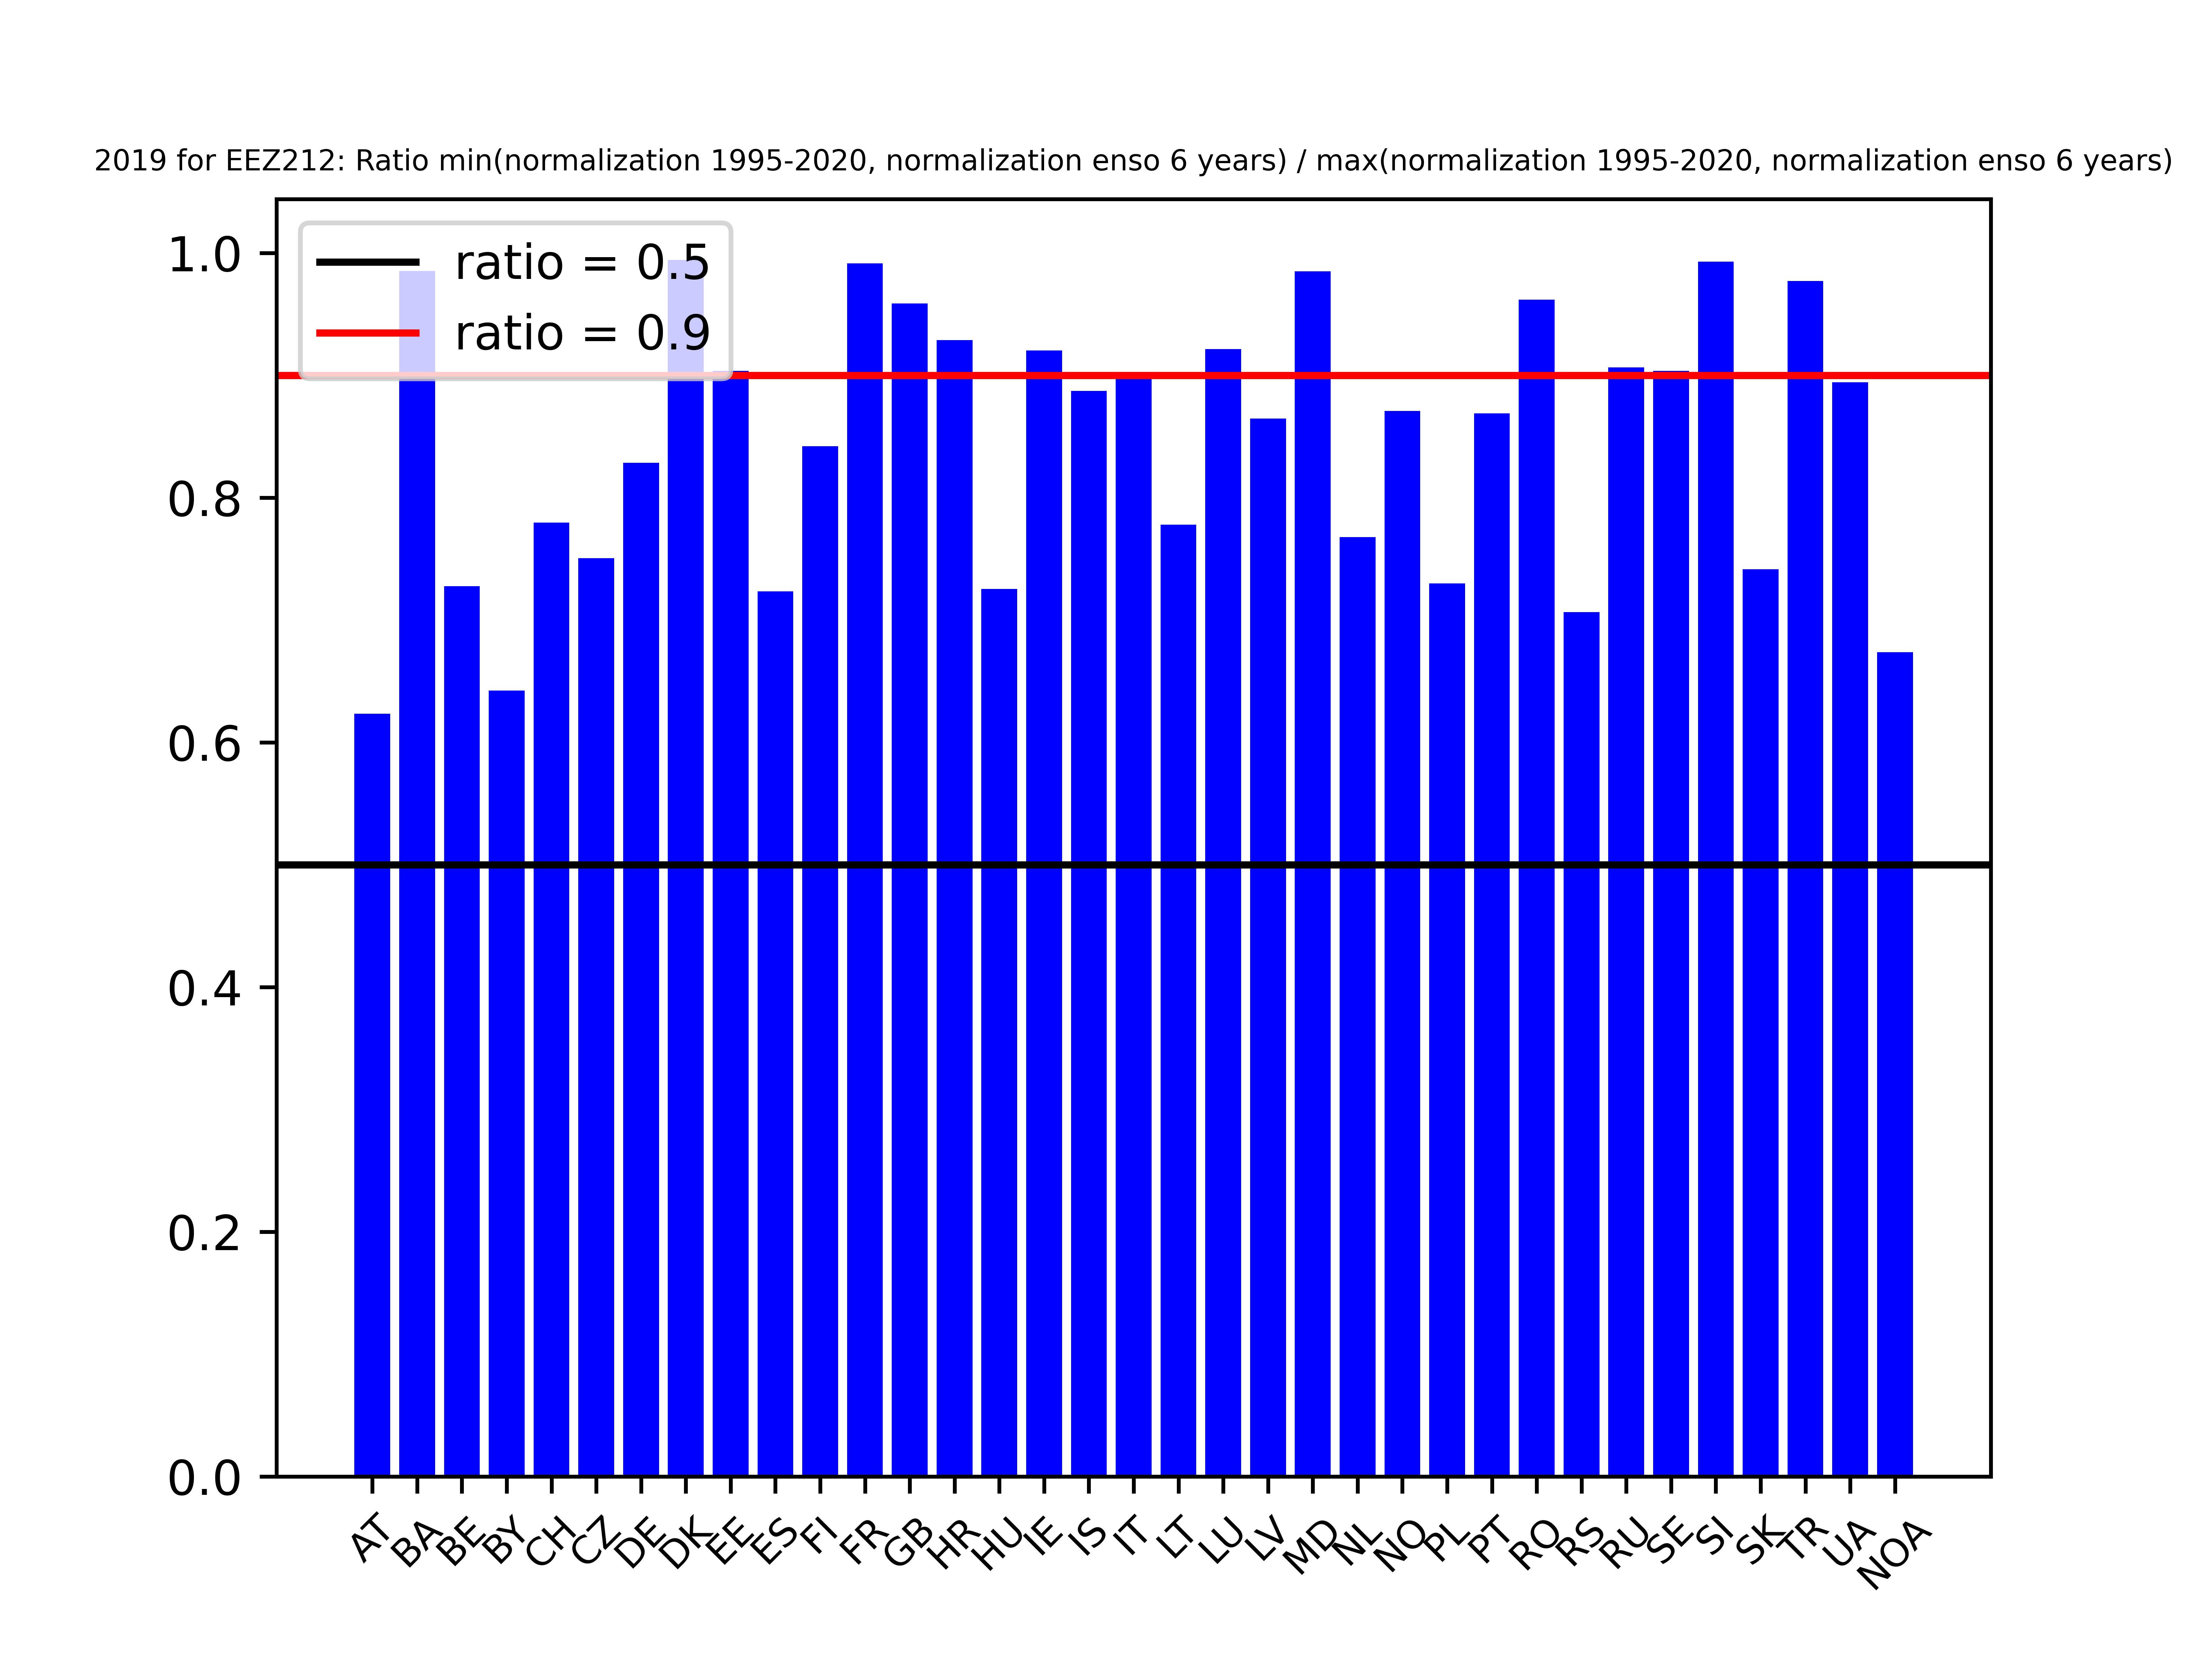 2019 for EEZ212: Ratio min(normalization 1995-2020, normalization enso 6 years) / max(normalization 1995-2020, normalization enso 6 years)
ratio = 0.5
ratio = 0.9
1.0
0.8
0.6
0.4
0.2
0.0
AT BA BE BY CH CZ DE DK EE ES FI FR GB HR HU IE IS IT LT LU LV MD NL NO PL PT RO RS RU SE SI SK TR UA NOA